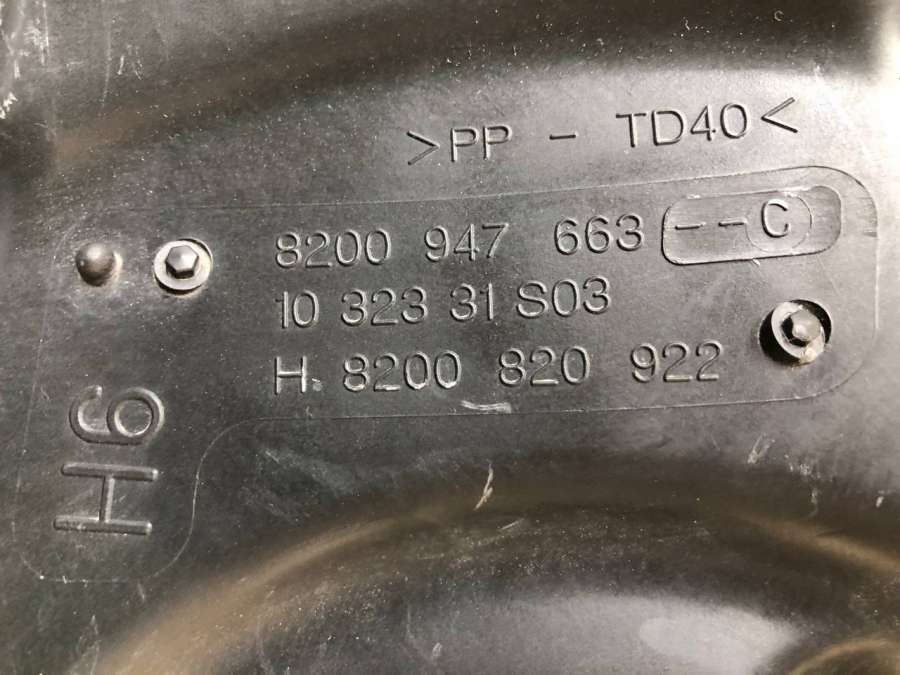 >PP - TD40<
8200 947 663 --C
10 323 31 S03
H. 8200 820 922
H6